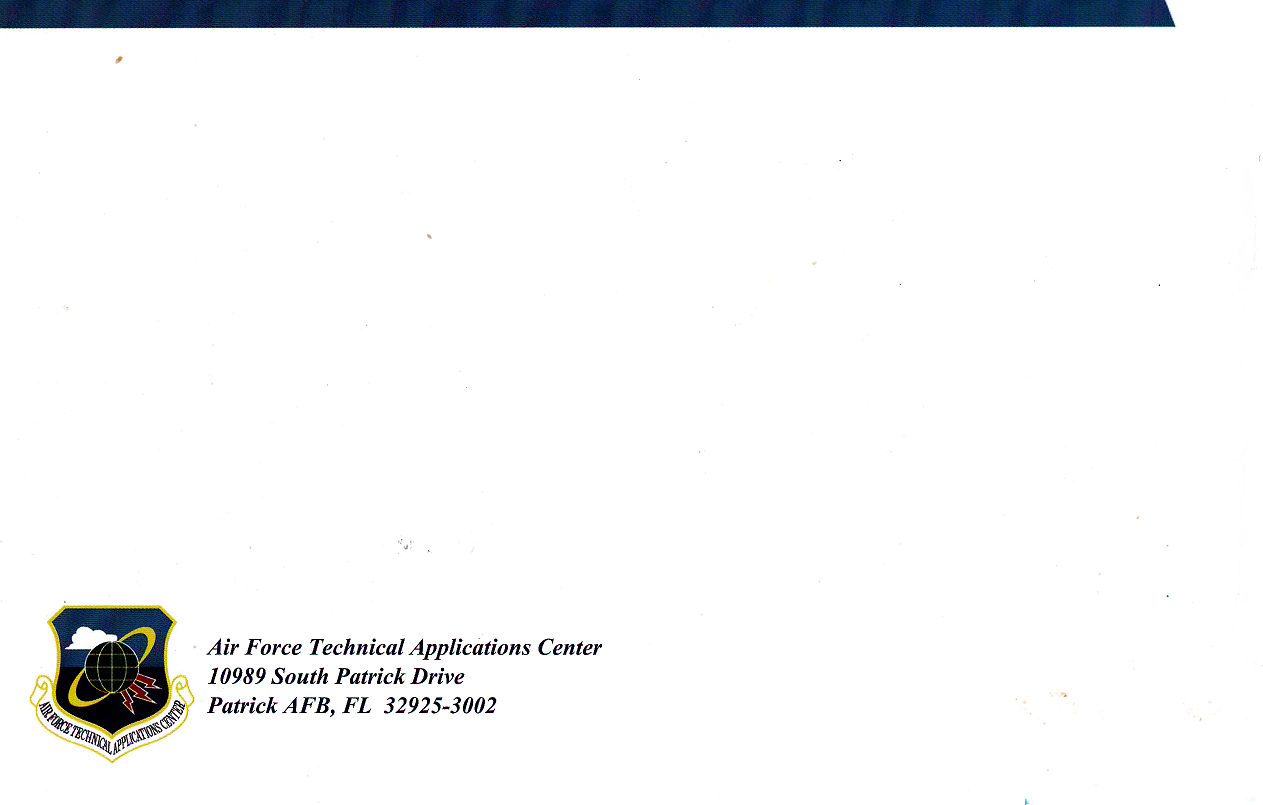 Air Force Technical Applications Center
10989 South Patrick Drive
Patrick AFB, FL  32925-3002
AIR FORCE TECHNICAL APPLICATIONS CENTER